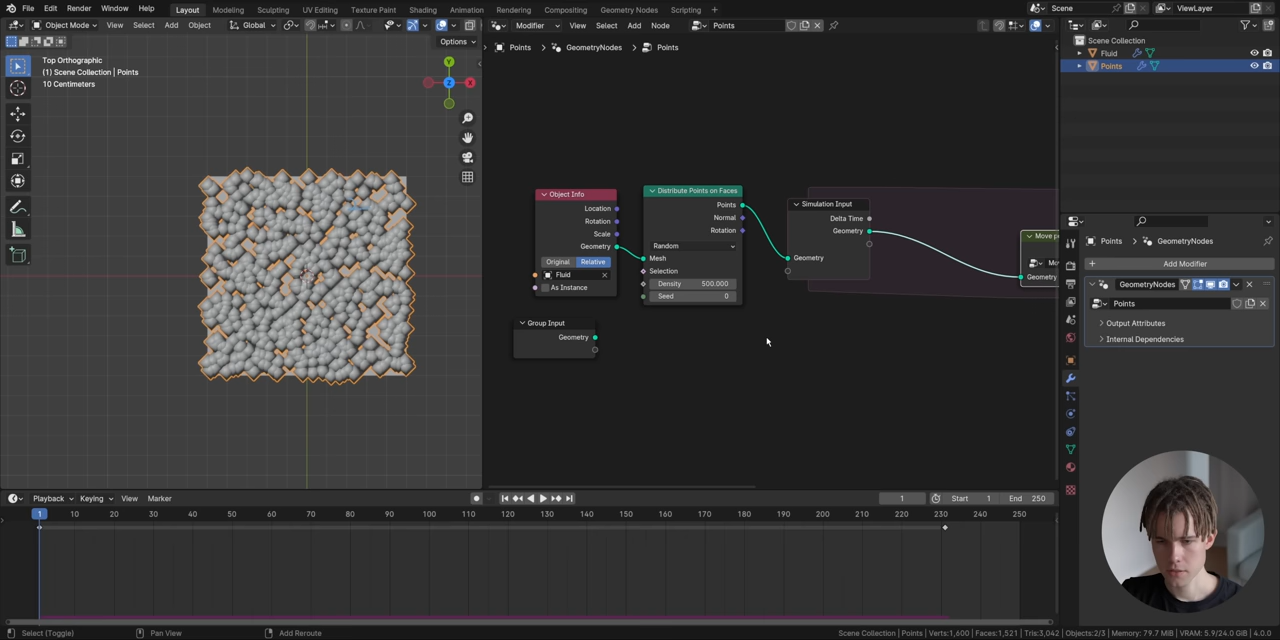 File Edit Render Window Help Layout Modeling Sculpting UV Editing Texture Paint Shading Animation Rendering Compositing Geometry Nodes Scripting + Scene ViewLayer
Object Mode View Select Add Object Global
Options
Top Orthographic
(1) Scene Collection | Points
10 Centimeters
Y
Z
X
Modifier View Select Add Node Points
Points > GeometryNodes > Points
Object Info
Location
Rotation
Scale
Geometry
Original Relative
Fluid
As Instance
Group Input
Geometry
Distribute Points on Faces
Points
Normal
Rotation
Random
Mesh
Selection
Density 500.000
Seed 0
Simulation Input
Delta Time
Geometry
Geometry
Geometry
Scene Collection
Fluid
Points
Points > GeometryNodes
Add Modifier
GeometryNodes
Points
Output Attributes
Internal Dependencies
Playback Keying View Marker
1 Start 1 End 250
1 10 20 30 40 50 60 70 80 90 100 110 120 130 140 150 160 170 180 190 200 210 220 230 240 250
Select (Toggle) Pan View Add Reroute Scene Collection | Points | Verts:1,600 | Faces:1,521 | Tris:3,042 | Objects:2/3 | Memory: 79.7 MiB | VRAM: 5.9/24.0 GiB | 4.0.0